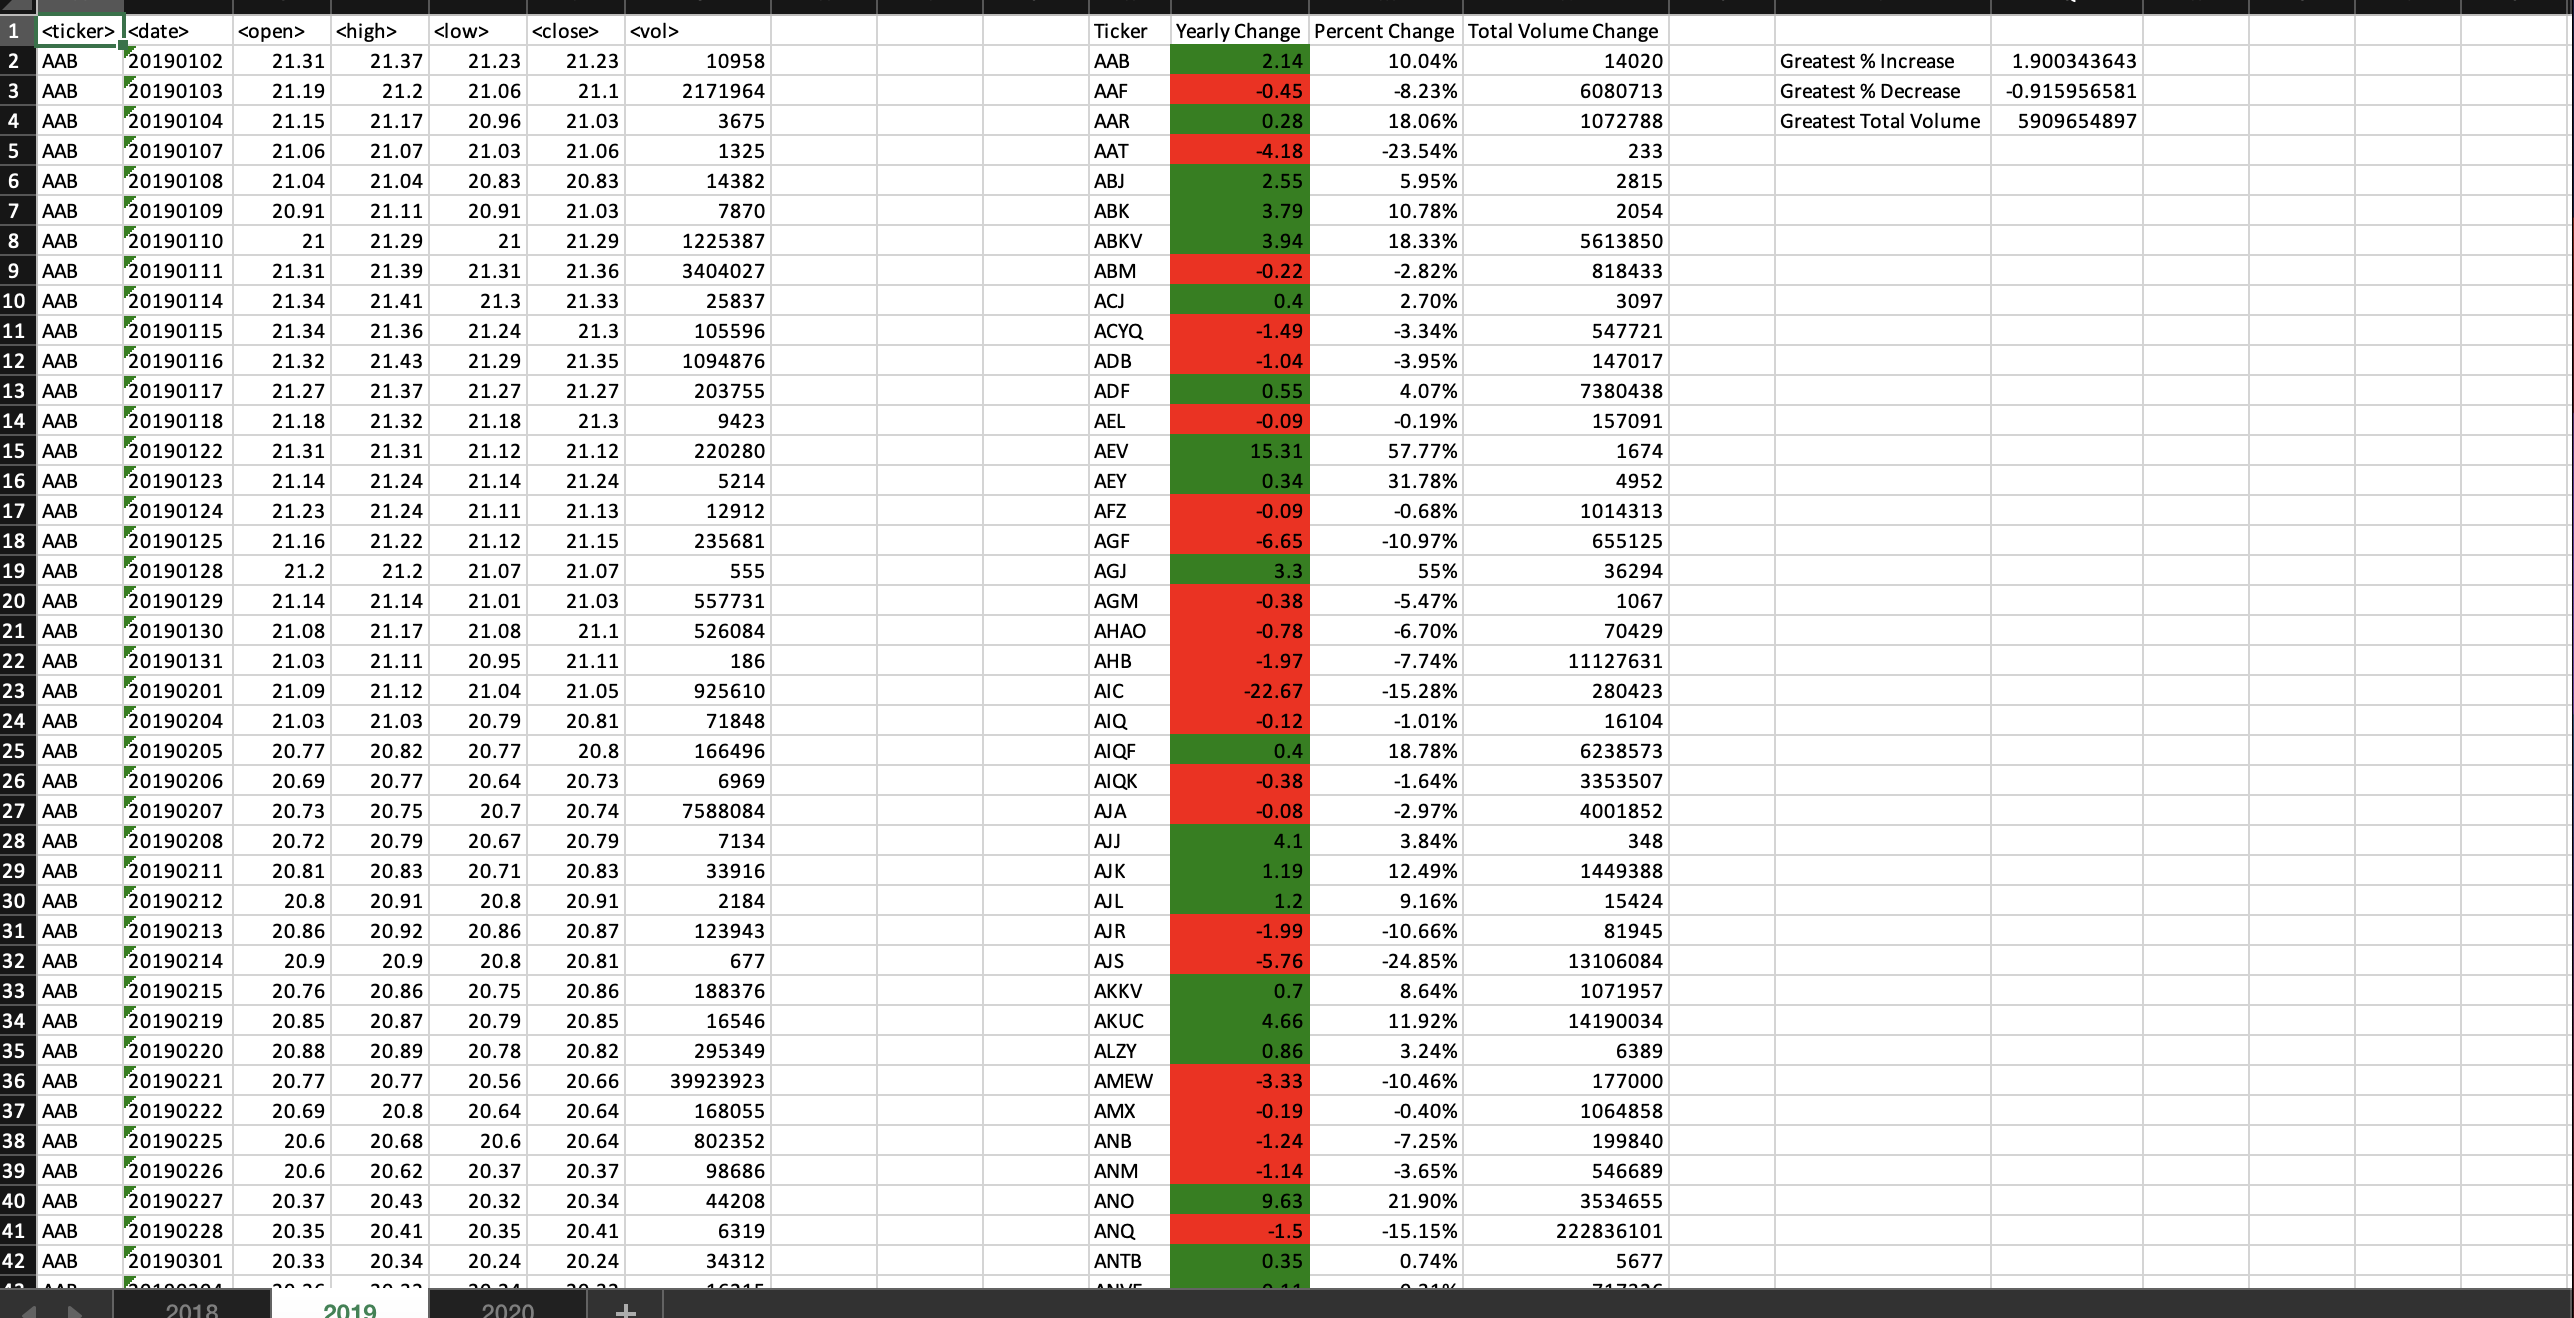 1 <ticker> <date> <open> <high> <low> <close> <vol> Ticker Yearly Change Percent Change Total Volume Change
2 AAB 20190102 21.31 21.37 21.23 21.23 10958 AAB 2.14 10.04% 14020 Greatest % Increase 1.900343643
3 AAB 20190103 21.19 21.2 21.06 21.1 2171964 AAF -0.45 -8.23% 6080713 Greatest % Decrease -0.915956581
4 AAB 20190104 21.15 21.17 20.96 21.03 3675 AAR 0.28 18.06% 1072788 Greatest Total Volume 5909654897
5 AAB 20190107 21.06 21.07 21.03 21.06 1325 AAT -4.18 -23.54% 233
6 AAB 20190108 21.04 21.04 20.83 20.83 14382 ABJ 2.55 5.95% 2815
7 AAB 20190109 20.91 21.11 20.91 21.03 7870 ABK 3.79 10.78% 2054
8 AAB 20190110 21 21.29 21 21.29 1225387 ABKV 3.94 18.33% 5613850
9 AAB 20190111 21.31 21.39 21.31 21.36 3404027 ABM -0.22 -2.82% 818433
10 AAB 20190114 21.34 21.41 21.3 21.33 25837 ACJ 0.4 2.70% 3097
11 AAB 20190115 21.34 21.36 21.24 21.3 105596 ACYQ -1.49 -3.34% 547721
12 AAB 20190116 21.32 21.43 21.29 21.35 1094876 ADB -1.04 -3.95% 147017
13 AAB 20190117 21.27 21.37 21.27 21.27 203755 ADF 0.55 4.07% 7380438
14 AAB 20190118 21.18 21.32 21.18 21.3 9423 AEL -0.09 -0.19% 157091
15 AAB 20190122 21.31 21.31 21.12 21.12 220280 AEV 15.31 57.77% 1674
16 AAB 20190123 21.14 21.24 21.14 21.24 5214 AEY 0.34 31.78% 4952
17 AAB 20190124 21.23 21.24 21.11 21.13 12912 AFZ -0.09 -0.68% 1014313
18 AAB 20190125 21.16 21.22 21.12 21.15 235681 AGF -6.65 -10.97% 655125
19 AAB 20190128 21.2 21.2 21.07 21.07 555 AGJ 3.3 55% 36294
20 AAB 20190129 21.14 21.14 21.01 21.03 557731 AGM -0.38 -5.47% 1067
21 AAB 20190130 21.08 21.17 21.08 21.1 526084 AHAO -0.78 -6.70% 70429
22 AAB 20190131 21.03 21.11 20.95 21.11 186 AHB -1.97 -7.74% 11127631
23 AAB 20190201 21.09 21.12 21.04 21.05 925610 AIC -22.67 -15.28% 280423
24 AAB 20190204 21.03 21.03 20.79 20.81 71848 AIQ -0.12 -1.01% 16104
25 AAB 20190205 20.77 20.82 20.77 20.8 166496 AIQF 0.4 18.78% 6238573
26 AAB 20190206 20.69 20.77 20.64 20.73 6969 AIQK -0.38 -1.64% 3353507
27 AAB 20190207 20.73 20.75 20.7 20.74 7588084 AJA -0.08 -2.97% 4001852
28 AAB 20190208 20.72 20.79 20.67 20.79 7134 AJJ 4.1 3.84% 348
29 AAB 20190211 20.81 20.83 20.71 20.83 33916 AJK 1.19 12.49% 1449388
30 AAB 20190212 20.8 20.91 20.8 20.91 2184 AJL 1.2 9.16% 15424
31 AAB 20190213 20.86 20.92 20.86 20.87 123943 AJR -1.99 -10.66% 81945
32 AAB 20190214 20.9 20.9 20.8 20.81 677 AJS -5.76 -24.85% 13106084
33 AAB 20190215 20.76 20.86 20.75 20.86 188376 AKKV 0.7 8.64% 1071957
34 AAB 20190219 20.85 20.87 20.79 20.85 16546 AKUC 4.66 11.92% 14190034
35 AAB 20190220 20.88 20.89 20.78 20.82 295349 ALZY 0.86 3.24% 6389
36 AAB 20190221 20.77 20.77 20.56 20.66 39923923 AMEW -3.33 -10.46% 177000
37 AAB 20190222 20.69 20.8 20.64 20.64 168055 AMX -0.19 -0.40% 1064858
38 AAB 20190225 20.6 20.68 20.6 20.64 802352 ANB -1.24 -7.25% 199840
39 AAB 20190226 20.6 20.62 20.37 20.37 98686 ANM -1.14 -3.65% 546689
40 AAB 20190227 20.37 20.43 20.32 20.34 44208 ANO 9.63 21.90% 3534655
41 AAB 20190228 20.35 20.41 20.35 20.41 6319 ANQ -1.5 -15.15% 222836101
42 AAB 20190301 20.33 20.34 20.24 20.24 34312 ANTB 0.35 0.74% 5677
2018 2019 2020